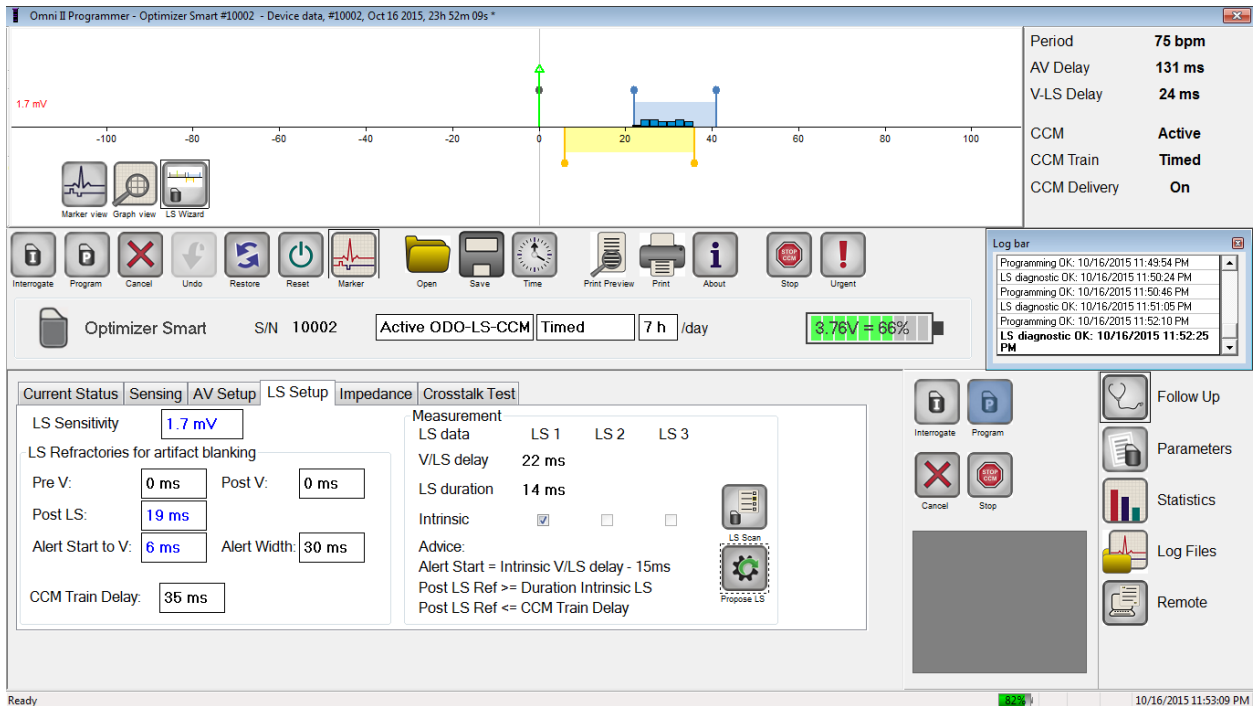 Omni II Programmer - Optimizer Smart #10002 - Device data, #10002, Oct 16 2015, 23h 52m 09s *
1.7 mV
-100 -80 -60 -40 -20 0 20 40 60 80 100
Marker view Graph view LS Wizard
Period 75 bpm
AV Delay 131 ms
V-LS Delay 24 ms
CCM Active
CCM Train Timed
CCM Delivery On
Interrogate Program Cancel Undo Restore Reset Marker Open Save Time Print Preview Print About Stop Urgent
STOP CCM
Log bar
Programming OK: 10/16/2015 11:49:54 PM
LS diagnostic OK: 10/16/2015 11:50:24 PM
Programming OK: 10/16/2015 11:50:46 PM
LS diagnostic OK: 10/16/2015 11:51:05 PM
Programming OK: 10/16/2015 11:52:10 PM
LS diagnostic OK: 10/16/2015 11:52:25
PM
Optimizer Smart S/N 10002 Active ODO-LS-CCM Timed 7 h /day 3.76V = 66%
Current Status Sensing AV Setup LS Setup Impedance Crosstalk Test
LS Sensitivity 1.7 mV
LS Refractories for artifact blanking
Pre V: 0 ms Post V: 0 ms
Post LS: 19 ms
Alert Start to V: 6 ms Alert Width: 30 ms
CCM Train Delay: 35 ms
Measurement
LS data LS 1 LS 2 LS 3
V/LS delay 22 ms
LS duration 14 ms
Intrinsic
LS Scan
Advice:
Alert Start = Intrinsic V/LS delay - 15ms
Post LS Ref >= Duration Intrinsic LS
Post LS Ref <= CCM Train Delay
Propose LS
Interrogate Program
STOP CCM
Cancel Stop
Follow Up
Parameters
Statistics
Log Files
Remote
Ready 82% 10/16/2015 11:53:09 PM